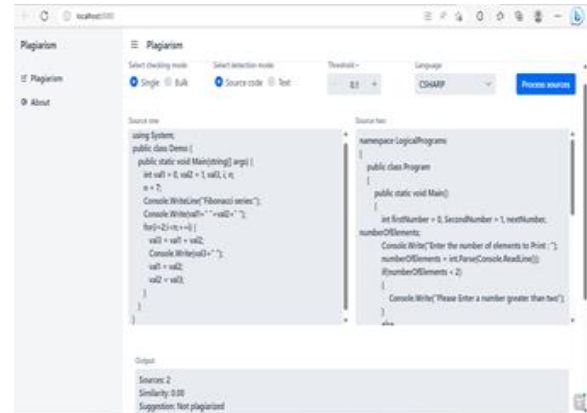 localhost
Plagiarism
Plagiarism
Plagiarism
About
Select checking mode
Single Bulk
Select detection mode
Source code Text
Threshold
0.1 +
Language
CSHARP
Process sources
Source one
using System;
public class Demo {
public static void Main(string[] args) {
int val1 = 0, val2 = 1, val3, i, n;
n = 7;
Console.WriteLine("Fibonacci series:");
Console.Write(val1+" "+val2+" ");
for(i=2;i<n;++i) {
val3 = val1 + val2;
Console.Write(val3+" ");
val1 = val2;
val2 = val3;
}
}
}
Source two
namespace LogicalPrograms
{
public class Program
{
public static void Main()
{
int firstNumber = 0, SecondNumber = 1, nextNumber,
numberOfElements;
Console.Write("Enter the number of elements to Print : ");
numberOfElements = int.Parse(Console.ReadLine());
if(numberOfElements < 2)
{
Console.Write("Please Enter a number greater than two");
}
else
Output
Sources: 2
Similarity: 0.00
Suggestion: Not plagiarized